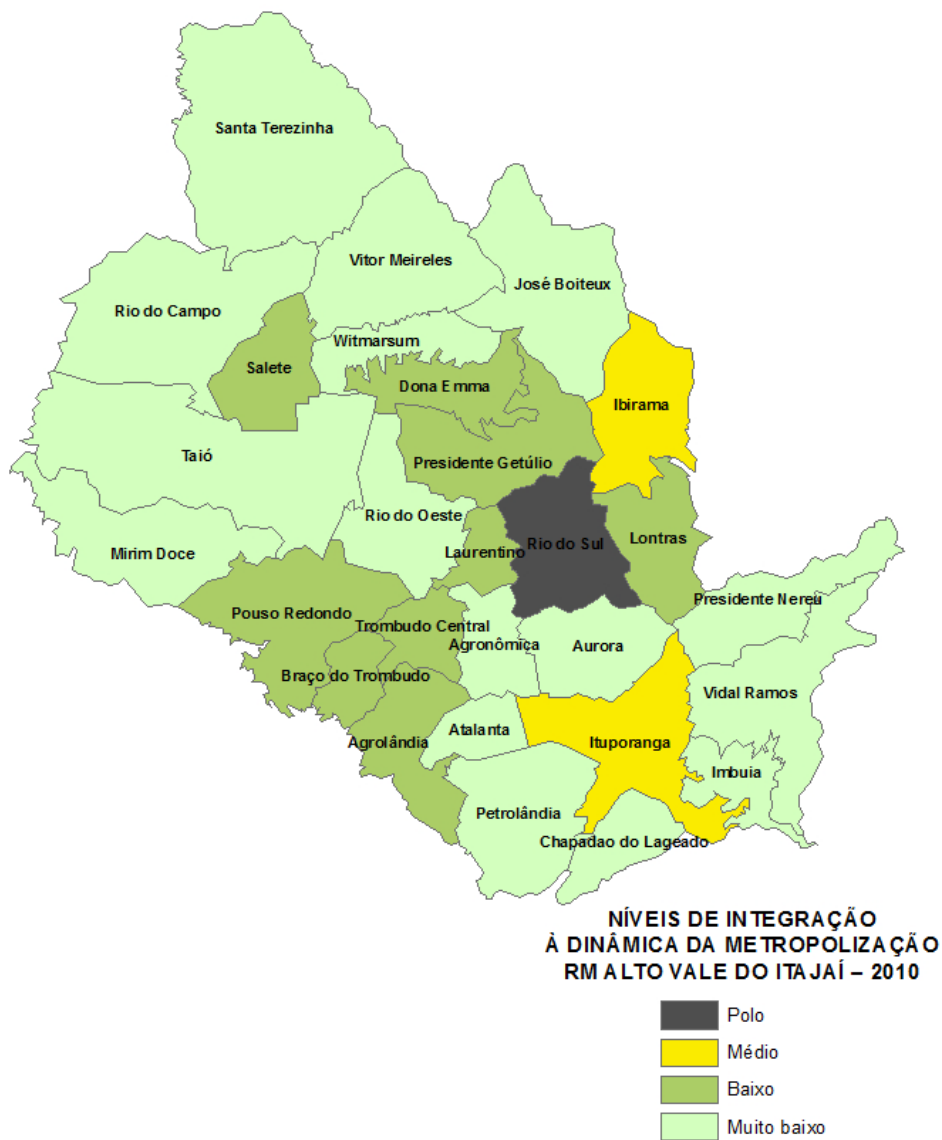 Santa Terezinha
Vitor Meireles
José Boiteux
Rio do Campo
Witmarsum
Salete
Dona Emma
Ibirama
Taió
Presidente Getúlio
Rio do Oeste
Lontras
Rio do Sul
Laurentino
Mirim Doce
Presidente Nereu
Pouso Redondo
Trombudo Central
Agronômica
Aurora
Braço do Trombudo
Vidal Ramos
Atalanta
Agrolândia
Ituporanga
Imbuia
Petrolândia
Chapadao do Lageado
NÍVEIS DE INTEGRAÇÃO
À DINÂMICA DA METROPOLIZAÇÃO
RM ALTO VALE DO ITAJAÍ – 2010
Polo
Médio
Baixo
Muito baixo